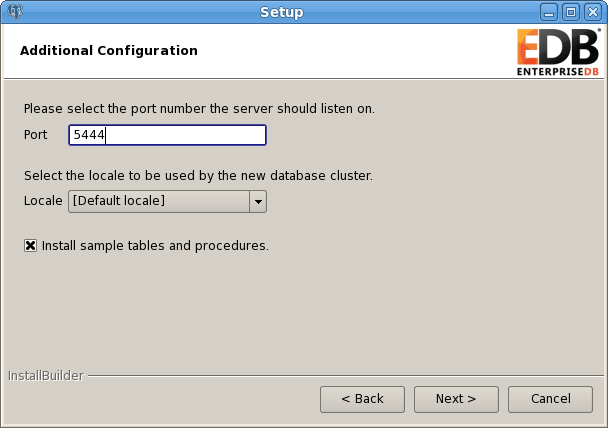 Setup
Additional Configuration
EDB
ENTERPRISEDB
Please select the port number the server should listen on.
Port 5444
Select the locale to be used by the new database cluster.
Locale [Default locale]
Install sample tables and procedures.
InstallBuilder
< Back Next > Cancel